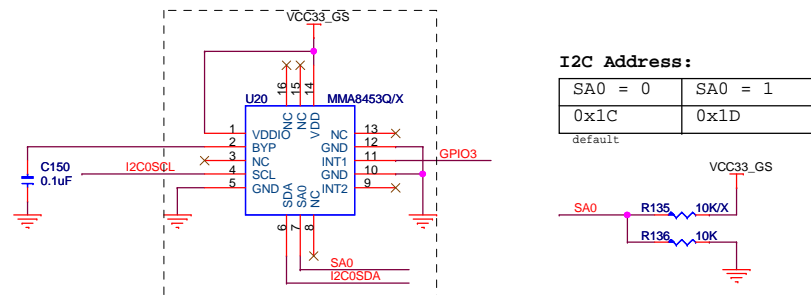 VCC33_GS
I2C Address:
SA0 = 0 SA0 = 1
0x1C 0x1D
default
U20 MMA8453Q/X
16 15 14
NC NC VDD
1 VDDIO NC 13
2 BYP GND 12
3 NC INT1 11 GPIO3
I2C0SCL 4 SCL GND 10
5 GND INT2 9
C150
0.1uF
SDA SA0 NC
6 7 8
SA0
I2C0SDA
VCC33_GS
SA0 R135 10K/X
R136 10K